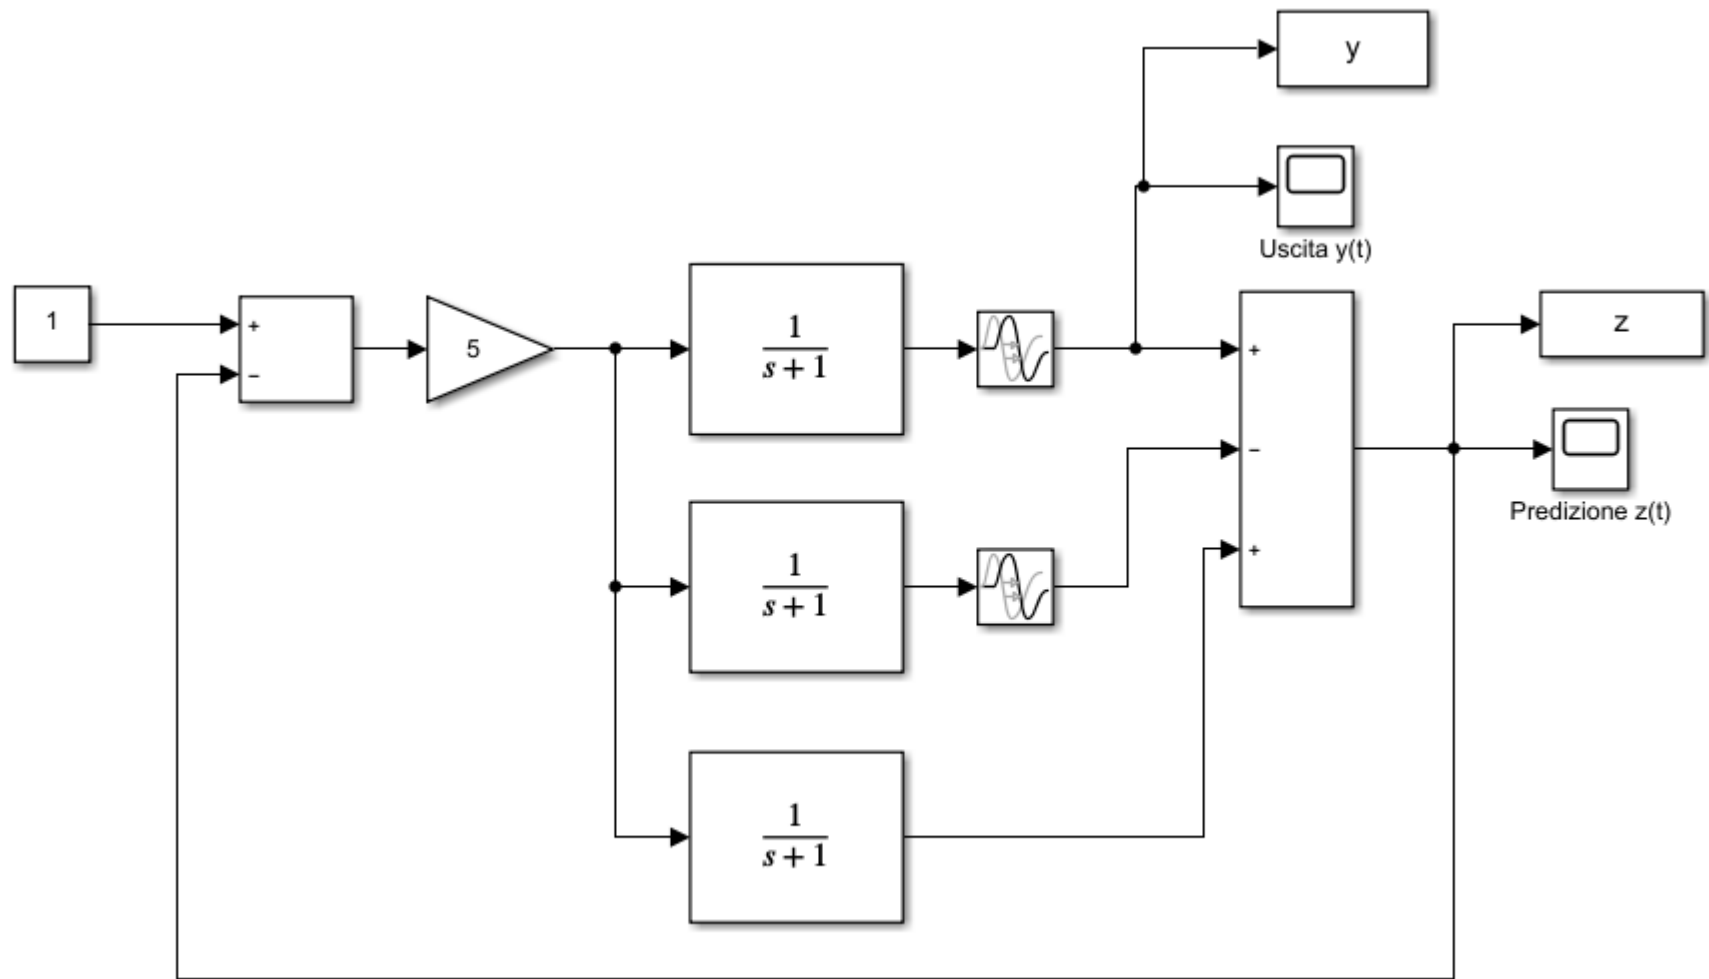 y
Uscita y(t)
1
+
−
5
1
s + 1
+
−
+
z
Predizione z(t)
1
s + 1
1
s + 1